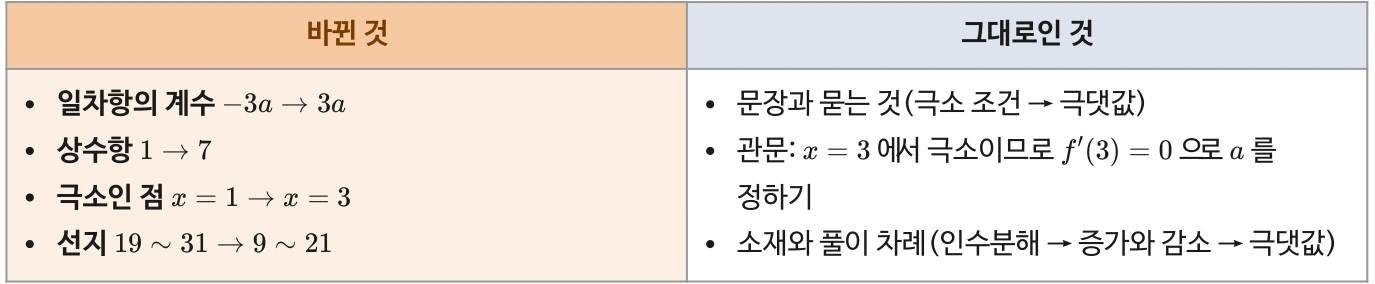 바뀐 것
그대로인 것
• 일차항의 계수 −3a → 3a
• 상수항 1 → 7
• 극소인 점 x = 1 → x = 3
• 선지 19 ∼ 31 → 9 ∼ 21
• 문장과 묻는 것(극소 조건 → 극댓값)
• 관문: x = 3 에서 극소이므로 f′(3) = 0 으로 a 를
정하기
• 소재와 풀이 차례(인수분해 → 증가와 감소 → 극댓값)